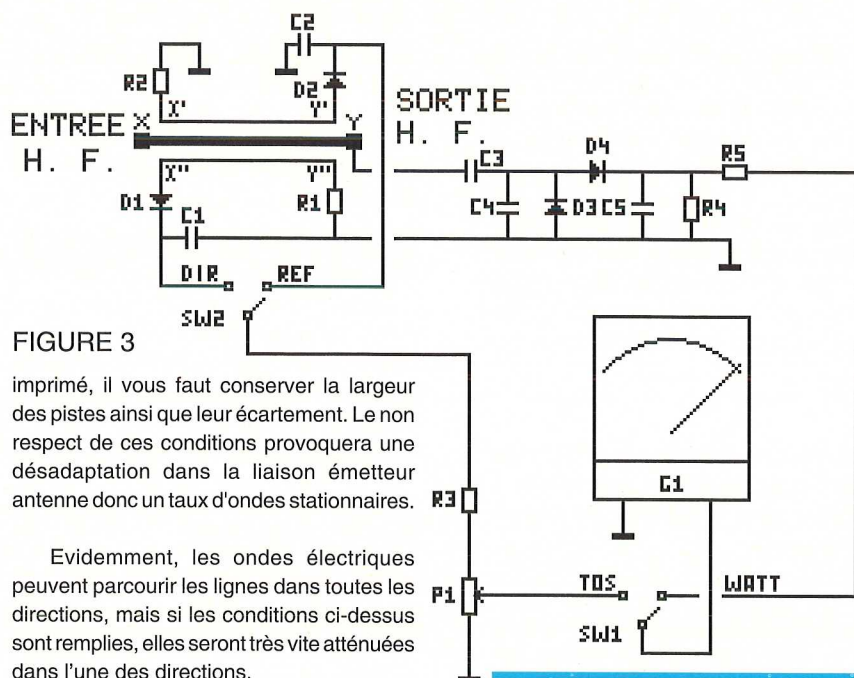 C2
R2
D2
X'
Y'
ENTREE X
Y
SORTIE
H. F.
H. F.
X"
Y"
C3
D4
R5
D1
C1
R1
C4
D3
C5
R4
DIR
REF
SW2
FIGURE 3
imprimé, il vous faut conserver la largeur
des pistes ainsi que leur écartement. Le non
respect de ces conditions provoquera une
désadaptation dans la liaison émetteur
antenne donc un taux d'ondes stationnaires.
Evidemment, les ondes électriques
peuvent parcourir les lignes dans toutes les
directions, mais si les conditions ci-dessus
sont remplies, elles seront très vite atténuées
dans l'une des directions.
G1
R3
P1
TOS
WATT
SW1